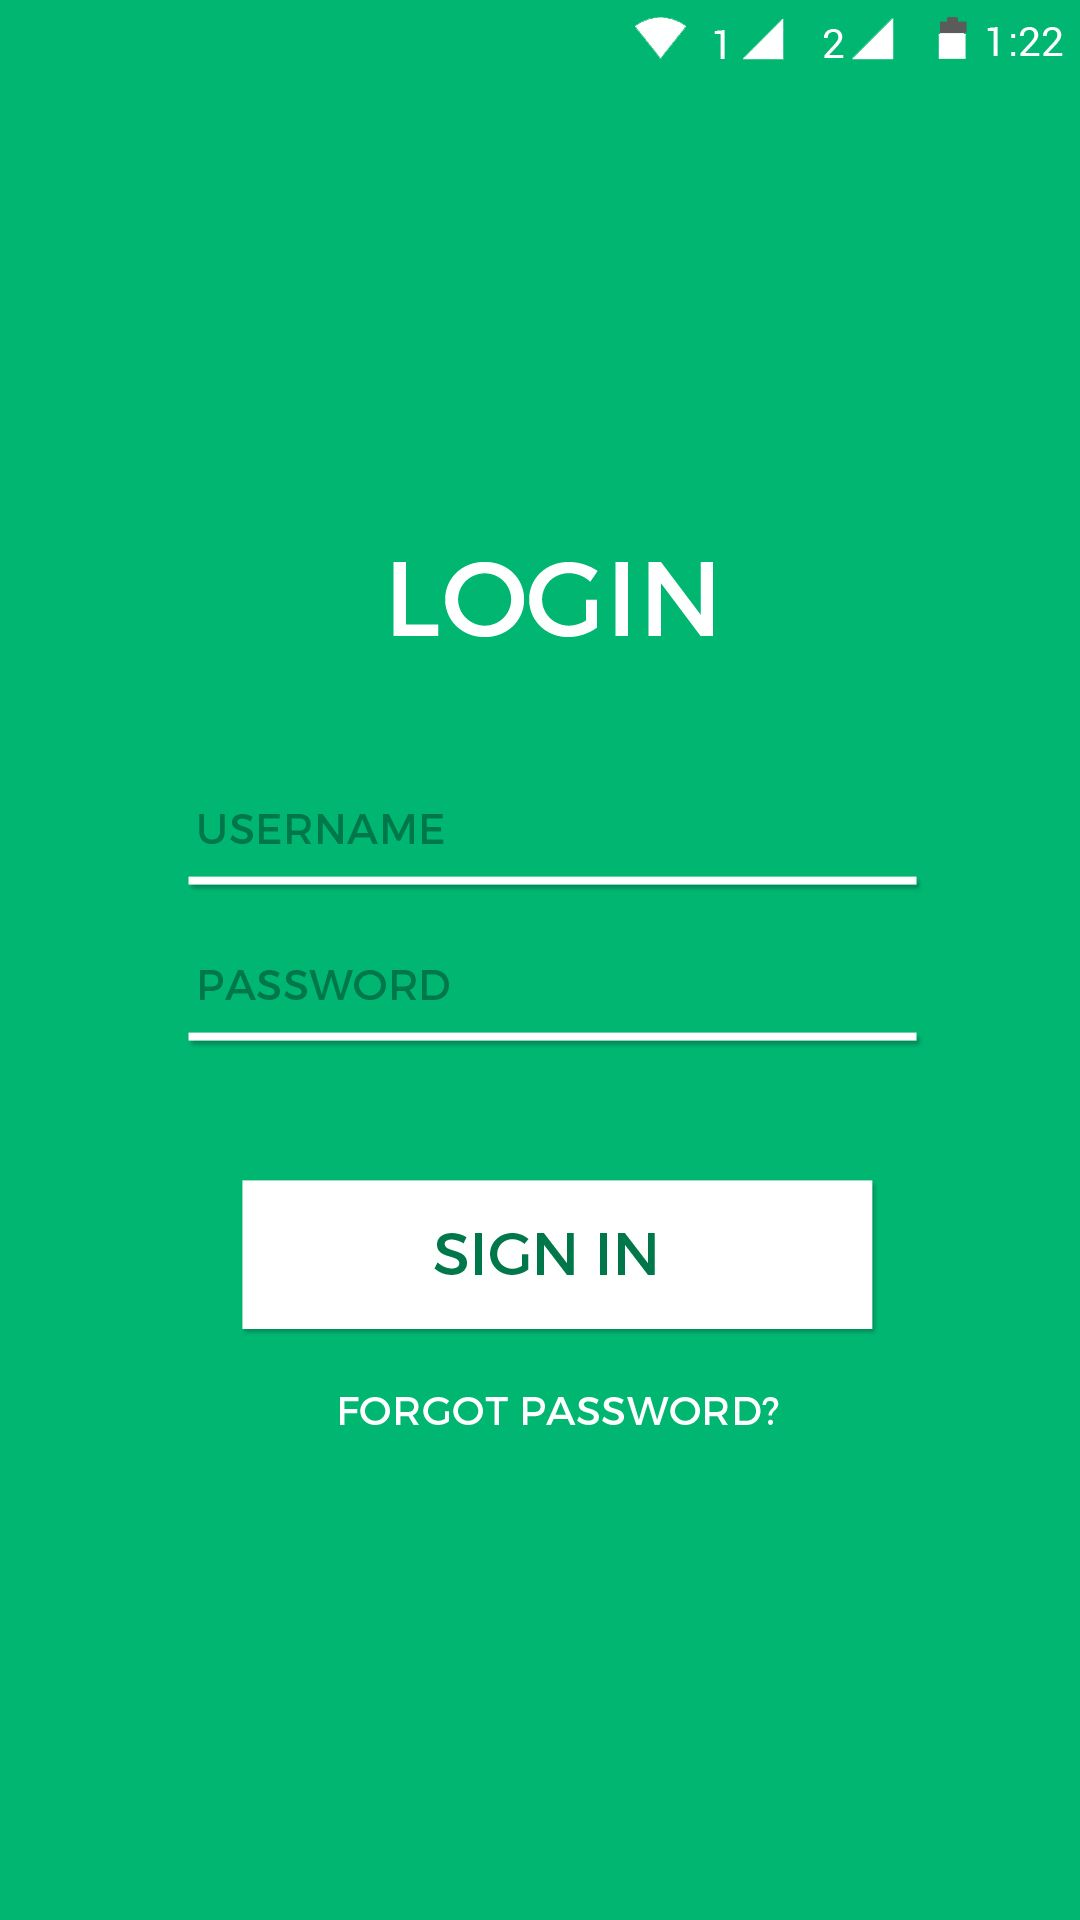 1 2 1:22
LOGIN
USERNAME
PASSWORD
SIGN IN
FORGOT PASSWORD?